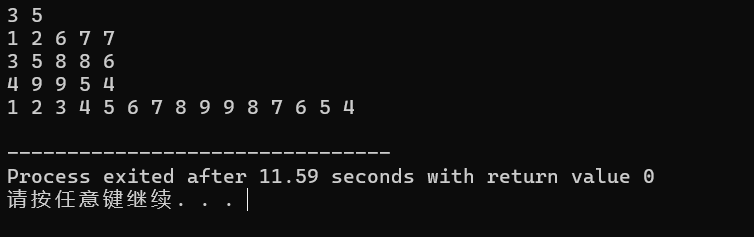 3 5
1 2 6 7 7
3 5 8 8 6
4 9 9 5 4
1 2 3 4 5 6 7 8 9 9 8 7 6 5 4
--------------------------------
Process exited after 11.59 seconds with return value 0
请按任意键继续. . .